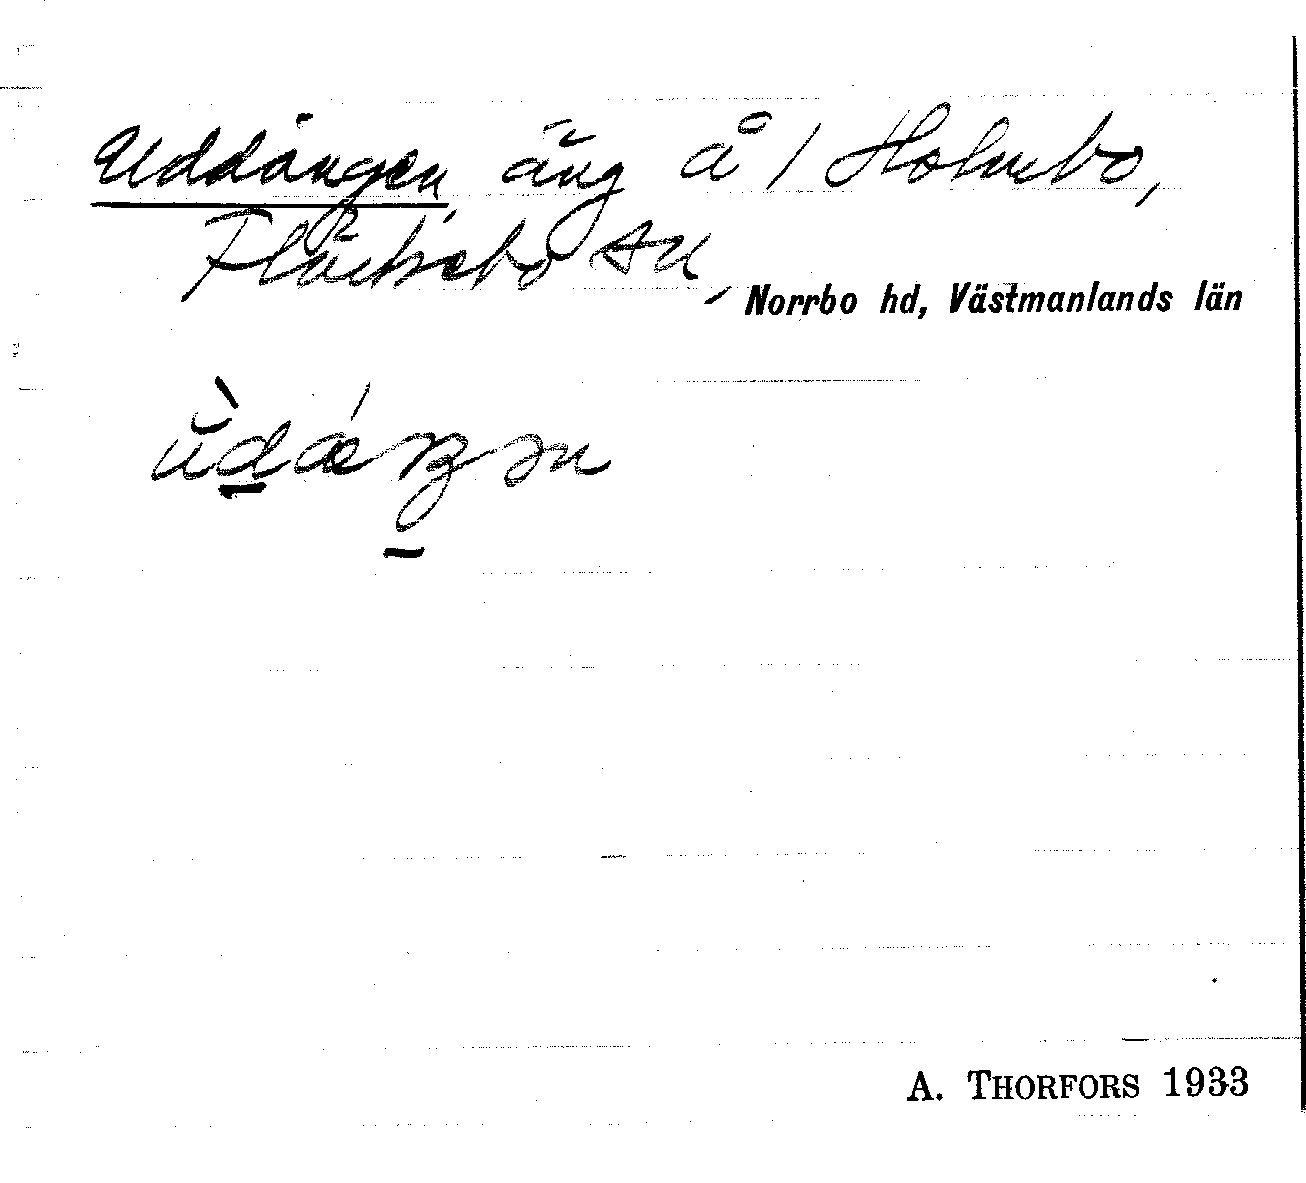 Uddängen äng å / Holmbo,
Fläckebo sn,
Norrbo hd, Västmanlands län
A. THORFORS 1933